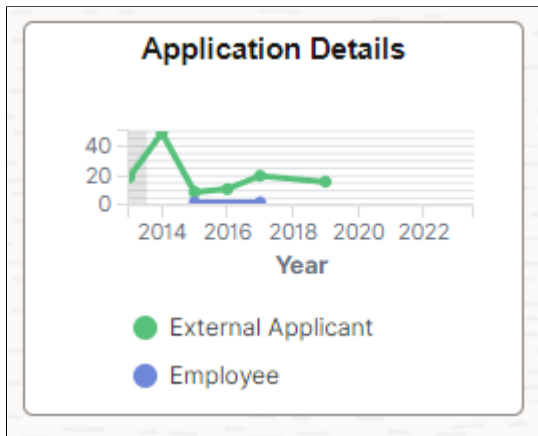 Application Details
40
20
0
2014 2016 2018 2020 2022
Year
External Applicant
Employee